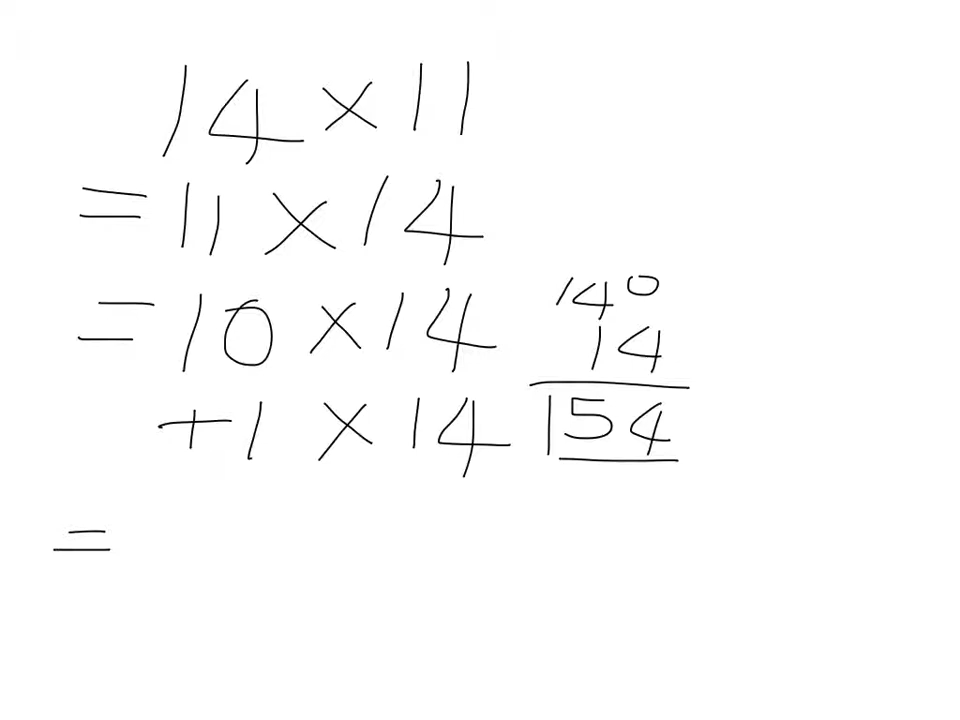 14 × 11
= 11 × 14
= 10 × 14
+ 1 × 14
140
14
154
=